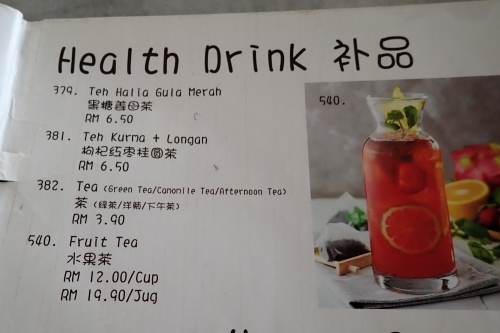 Health Drink 补品
379. Teh Halia Gula Merah
黑糖姜母茶
RM 6.50
381. Teh Kurma + Longan
枸杞红枣桂圆茶
RM 6.50
382. Tea (Green Tea/Camomile Tea/Afternoon Tea)
茶 (绿茶/洋菊/下午茶)
RM 3.90
540. Fruit Tea
水果茶
RM 12.00/Cup
RM 19.90/Jug
540.